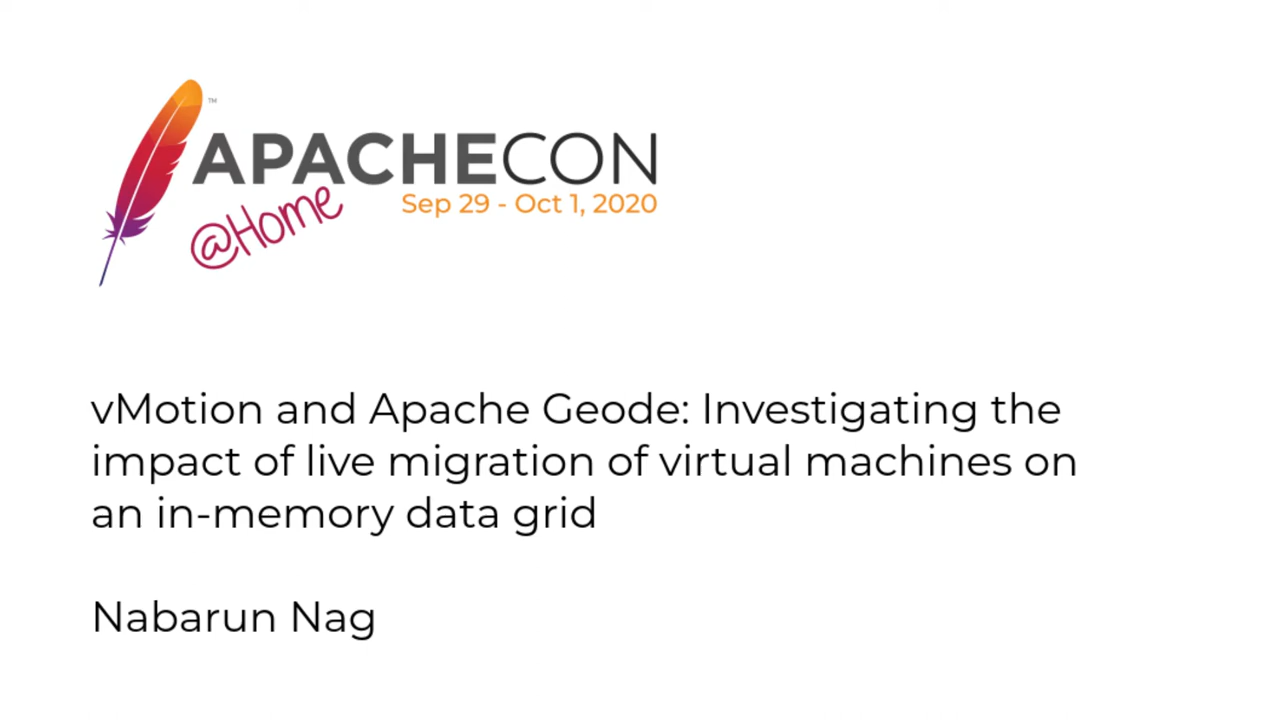 ™
APACHECON
@Home
Sep 29 - Oct 1, 2020
vMotion and Apache Geode: Investigating the
impact of live migration of virtual machines on
an in-memory data grid
Nabarun Nag